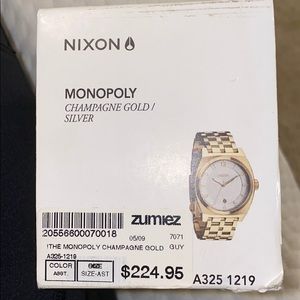 NIXON
MONOPOLY
CHAMPAGNE GOLD /
SILVER
zumiez
20556600070018
05/09
7071
!THE MONOPOLY CHAMPAGNE GOLD
GUY
A325-1219
COLOR
SIZE
ASST.
SIZE-AST
$224.95
A325 1219